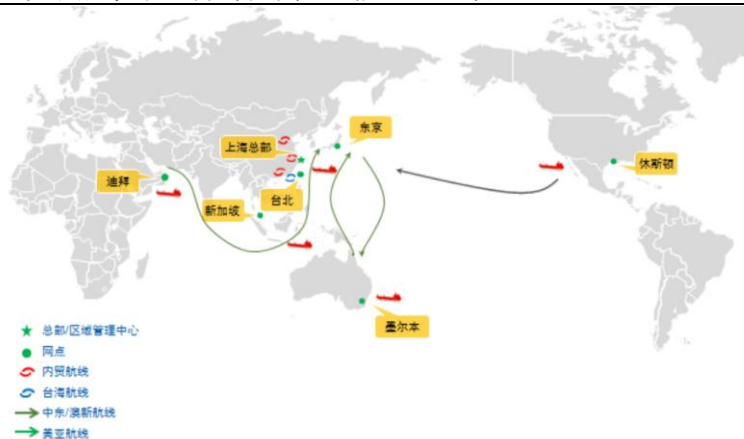 东京
上海总部
休斯顿
迪拜
台北
新加坡
墨尔本
总部/区域管理中心
网点
内贸航线
台海航线
中东/澳新航线
美亚航线